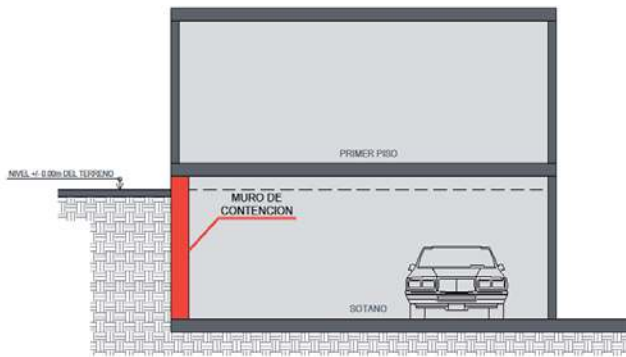 PRIMER PISO
NIVEL +/- 0.00m DEL TERRENO
MURO DE
CONTENCION
SOTANO